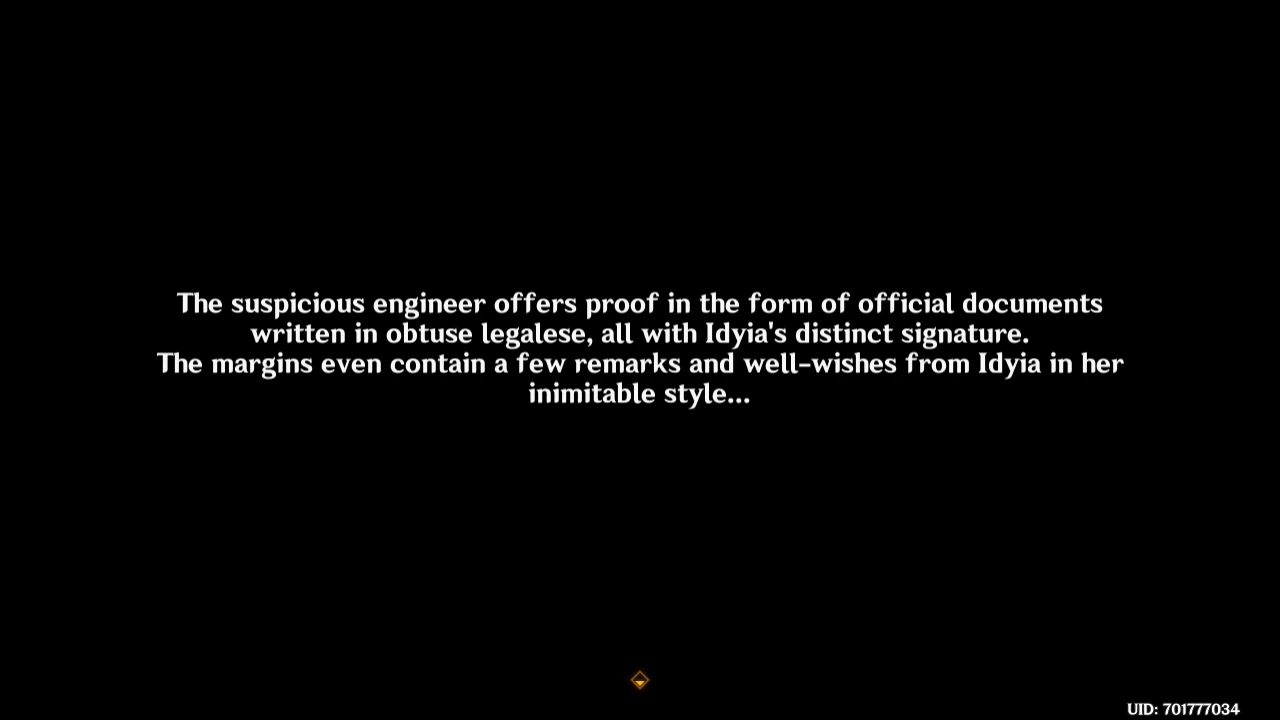 The suspicious engineer offers proof in the form of official documents
written in obtuse legalese, all with Idyia's distinct signature.
The margins even contain a few remarks and well-wishes from Idyia in her
inimitable style...
UID: 701777034